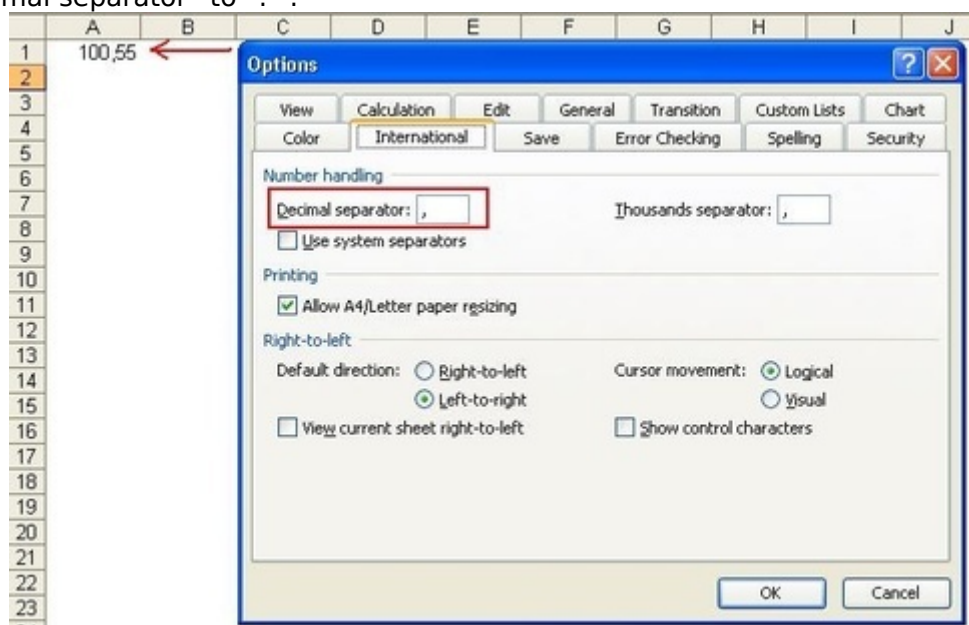 mal separator" to ".".
A B C D E F G H I J
1 100,55
2
3
4
5
6
7
8
9
10
11
12
13
14
15
16
17
18
19
20
21
22
23
Options
View Calculation Edit General Transition Custom Lists Chart
Color International Save Error Checking Spelling Security
Number handling
Decimal separator: , Thousands separator: ,
Use system separators
Printing
Allow A4/Letter paper resizing
Right-to-left
Default direction: Right-to-left Cursor movement: Logical
Left-to-right Visual
View current sheet right-to-left Show control characters
OK Cancel